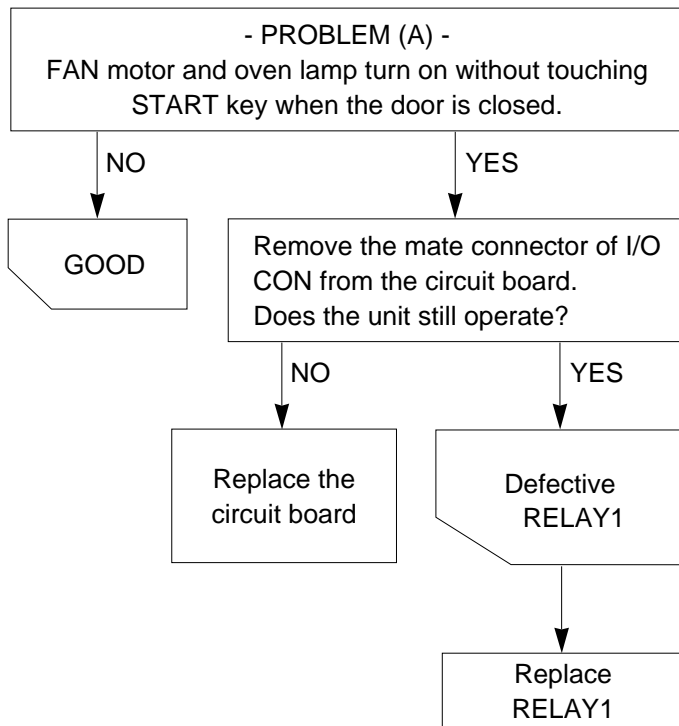 - PROBLEM (A) -
FAN motor and oven lamp turn on without touching
START key when the door is closed.
NO
YES
GOOD
Remove the mate connector of I/O
CON from the circuit board.
Does the unit still operate?
NO
YES
Replace the
circuit board
Defective
RELAY1
Replace
RELAY1